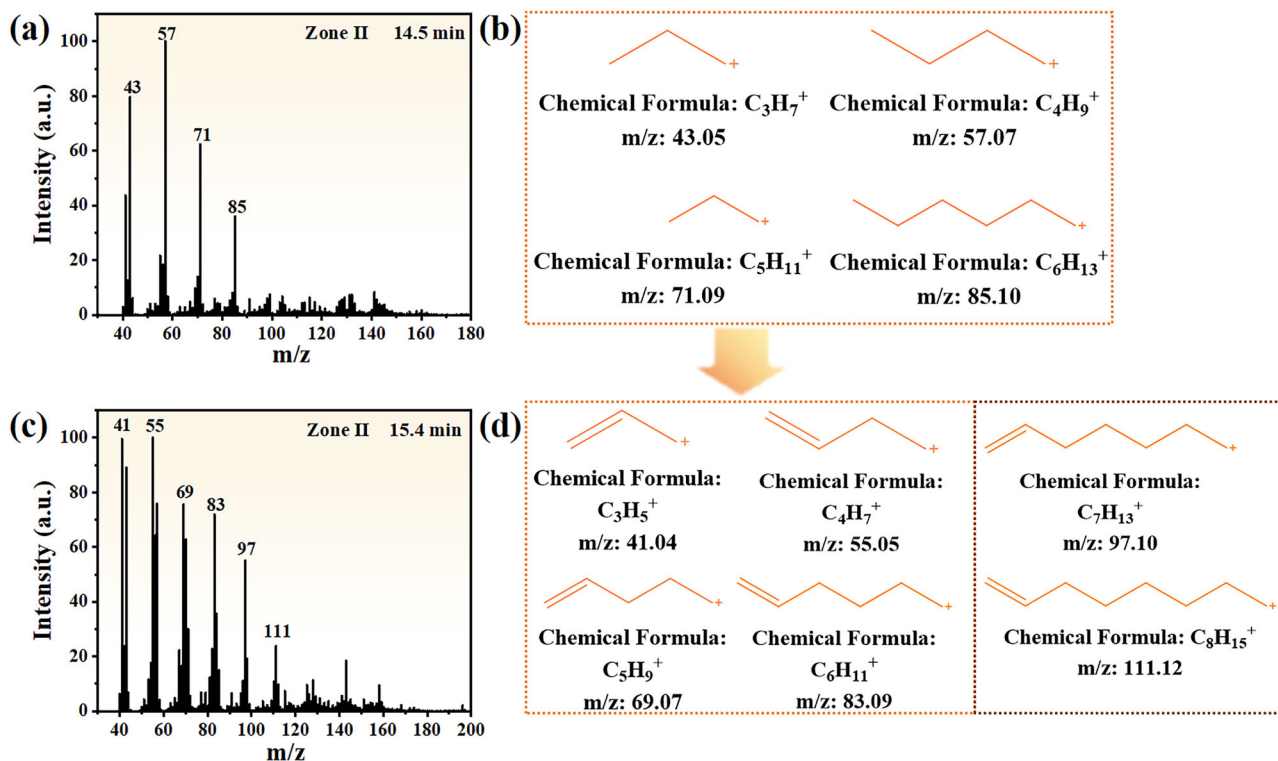 (a)
Zone II 14.5 min
Intensity (a.u.)
100
80
60
40
20
0
43
57
71
85
40 60 80 100 120 140 160 180
m/z
(b)
+
+
Chemical Formula: C₃H₇⁺
m/z: 43.05
Chemical Formula: C₄H₉⁺
m/z: 57.07
+
+
Chemical Formula: C₅H₁₁⁺
m/z: 71.09
Chemical Formula: C₆H₁₃⁺
m/z: 85.10
(c)
Zone II 15.4 min
Intensity (a.u.)
100
80
60
40
20
0
41
55
69
83
97
111
40 60 80 100 120 140 160 180 200
m/z
(d)
+
Chemical Formula:
C₃H₅⁺
m/z: 41.04
+
Chemical Formula:
C₄H₇⁺
m/z: 55.05
+
Chemical Formula:
C₇H₁₃⁺
m/z: 97.10
+
Chemical Formula:
C₅H₉⁺
m/z: 69.07
+
Chemical Formula:
C₆H₁₁⁺
m/z: 83.09
+
Chemical Formula: C₈H₁₅⁺
m/z: 111.12